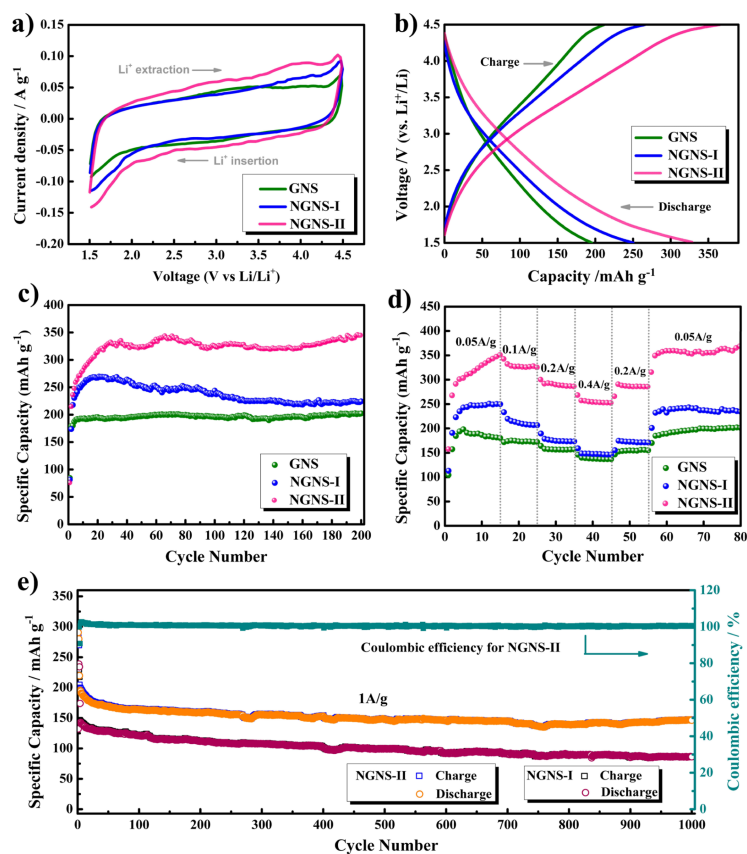 a)
Current density / A g-1
0.15
0.10
0.05
0.00
0.05
-0.10
-0.15
-0.20
Li+ extraction
Li+ insertion
GNS
NGNS-I
NGNS-II
1.5 2.0 2.5 3.0 3.5 4.0 4.5
Voltage (V vs Li/Li+)
b)
Voltage /V (vs. Li+/Li)
4.5
4.0
3.5
3.0
2.5
2.0
1.5
Charge
GNS
NGNS-I
NGNS-II
Discharge
0 50 100 150 200 250 300 350
Capacity /mAh g-1
c)
Specific Capacity (mAh g-1)
400
350
300
250
200
150
100
50
0
GNS
NGNS-I
NGNS-II
0 20 40 60 80 100 120 140 160 180 200
Cycle Number
d)
Specific Capacity (mAh g-1)
450
400
350
300
250
200
150
100
50
0
0.05A/g
0.1A/g
0.2A/g
0.4A/g
0.2A/g
0.05A/g
GNS
NGNS-I
NGNS-II
0 10 20 30 40 50 60 70 80
Cycle Number
e)
Specific Capacity / mAh g-1
350
300
250
200
150
100
50
0
Coulombic efficiency for NGNS-II
1A/g
NGNS-II Charge
Discharge
NGNS-I Charge
Discharge
120
100
80
60
40
20
0
Coulombic efficiency / %
0 100 200 300 400 500 600 700 800 900 1000
Cycle Number